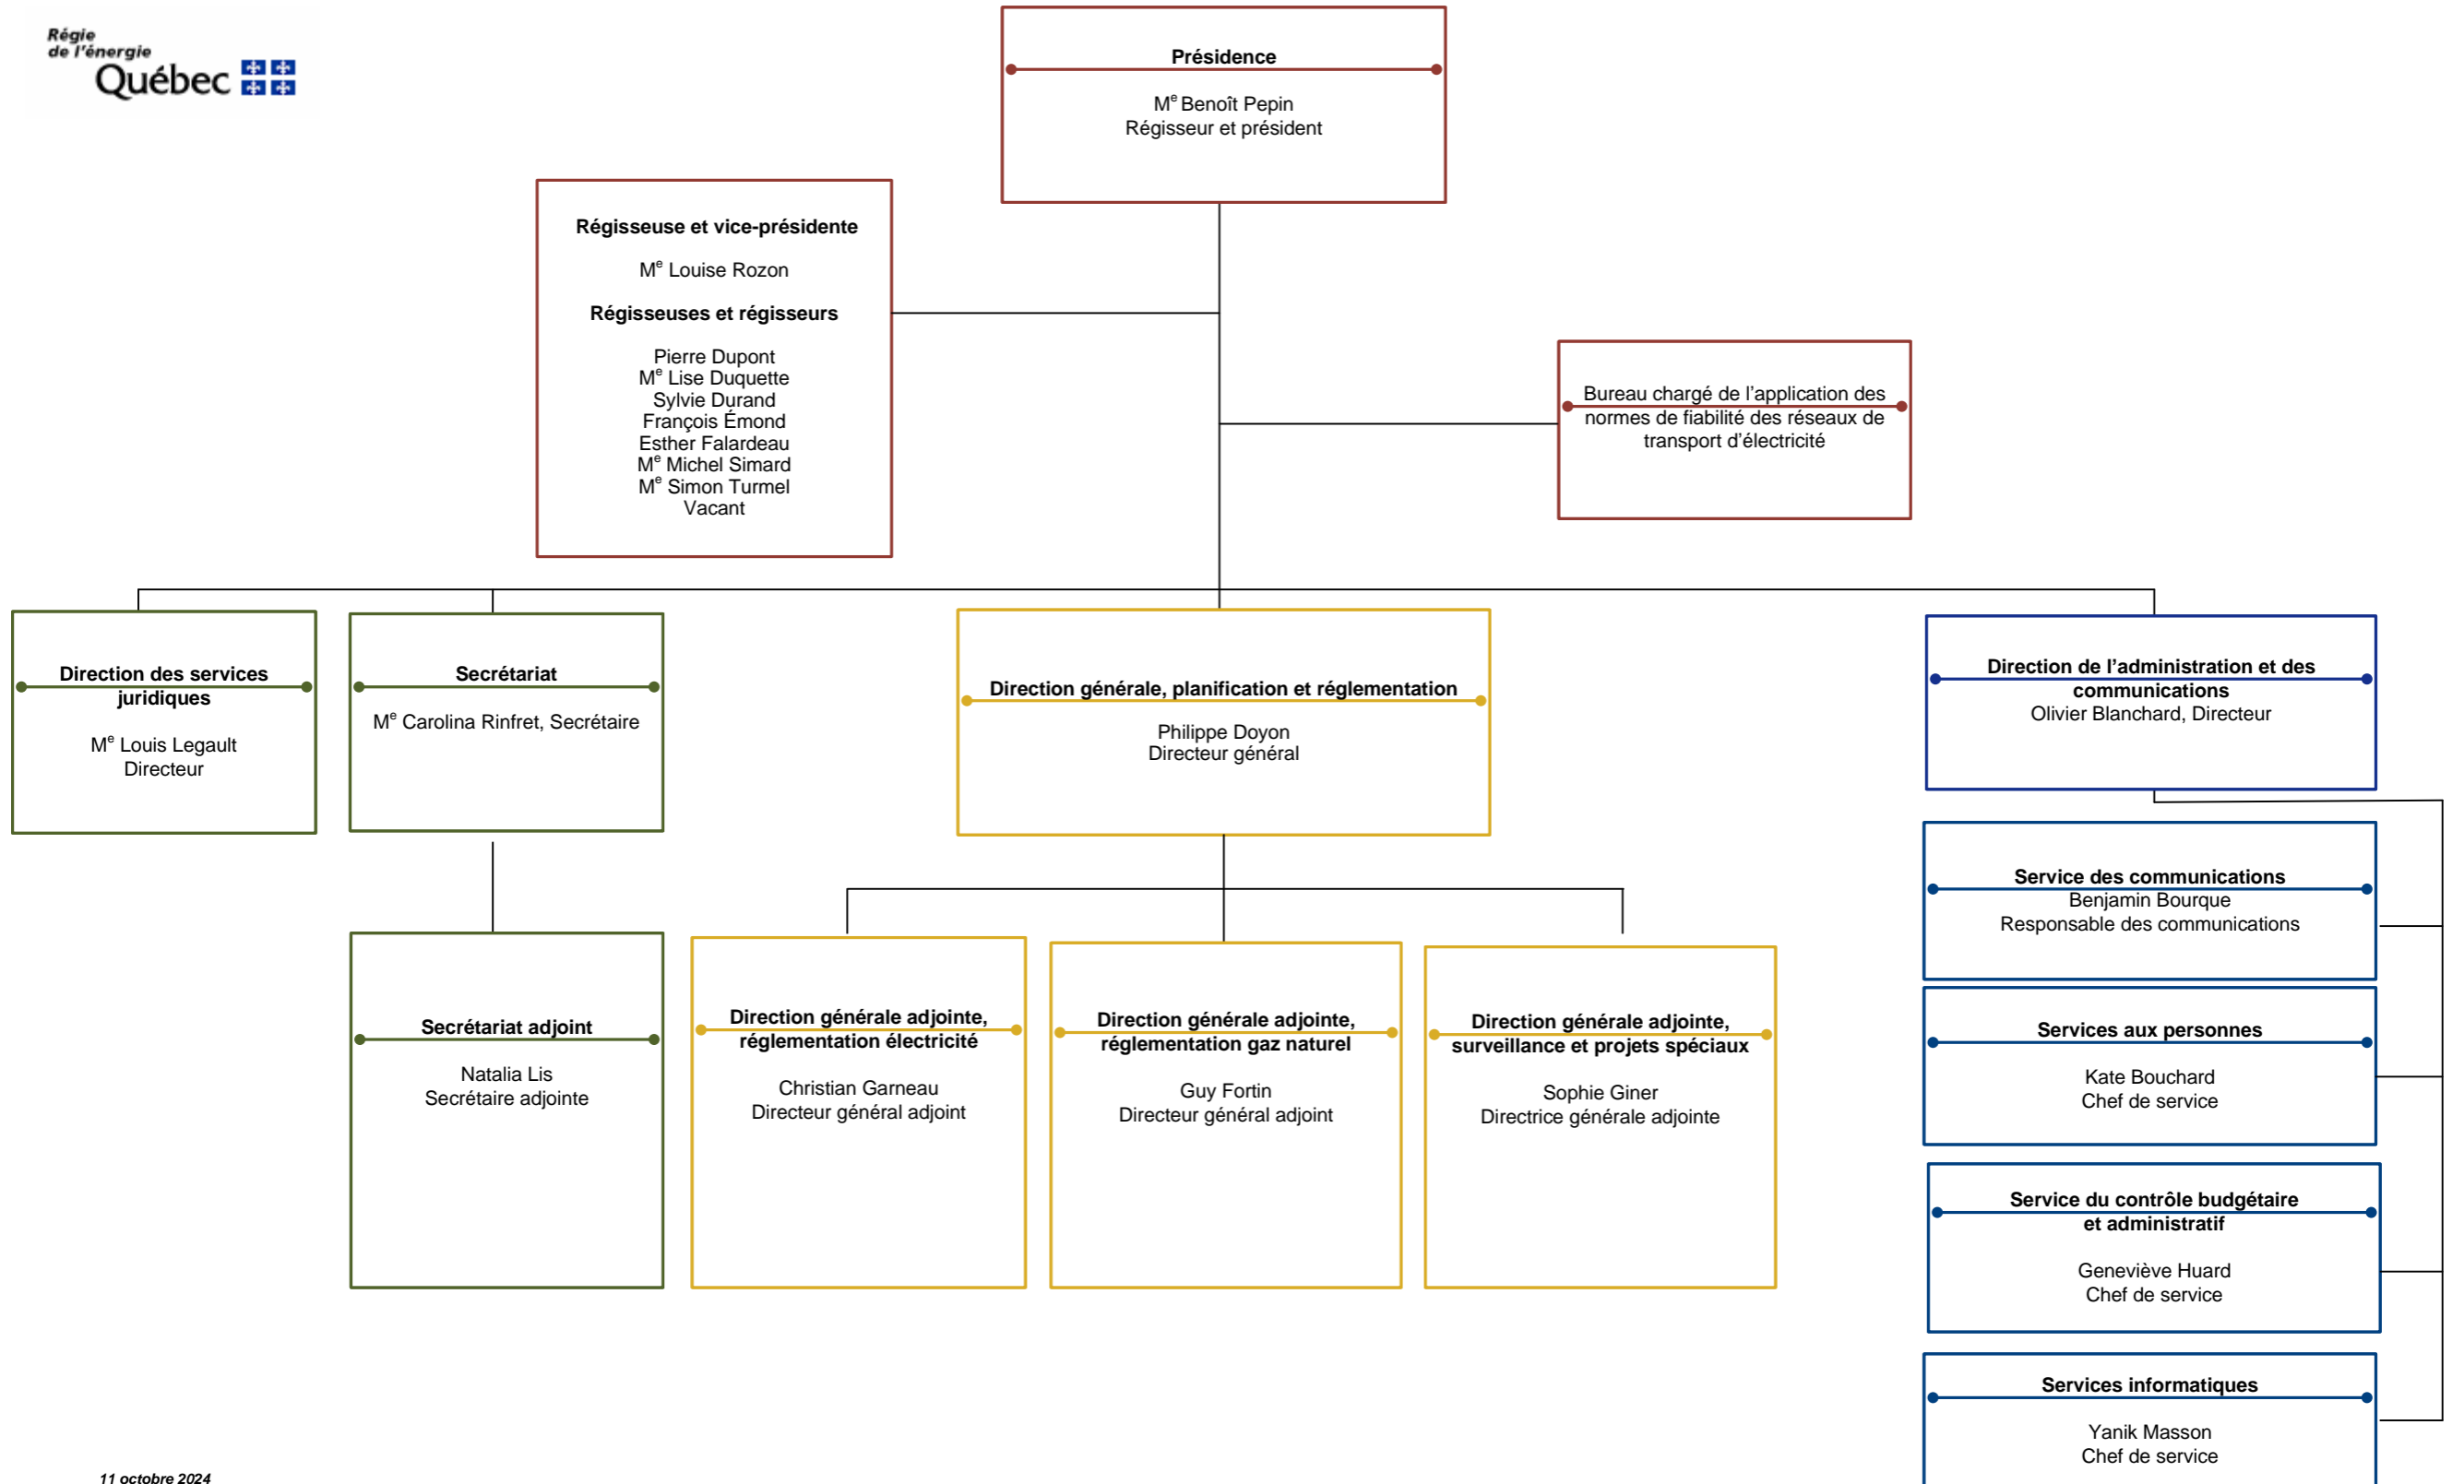 Régie
de l'énergie
Québec
Présidence
Me Benoît Pepin
Régisseur et président
Régisseuse et vice-présidente
Me Louise Rozon
Régisseuses et régisseurs
Pierre Dupont
Me Lise Duquette
Sylvie Durand
François Émond
Esther Falardeau
Me Michel Simard
Me Simon Turmel
Vacant
Bureau chargé de l’application des
normes de fiabilité des réseaux de
transport d’électricité
Direction des services
juridiques
Me Louis Legault
Directeur
Secrétariat
Me Carolina Rinfret, Secrétaire
Direction générale, planification et réglementation
Philippe Doyon
Directeur général
Direction de l’administration et des
communications
Olivier Blanchard, Directeur
Secrétariat adjoint
Natalia Lis
Secrétaire adjointe
Direction générale adjointe,
réglementation électricité
Christian Garneau
Directeur général adjoint
Direction générale adjointe,
réglementation gaz naturel
Guy Fortin
Directeur général adjoint
Direction générale adjointe,
surveillance et projets spéciaux
Sophie Giner
Directrice générale adjointe
Service des communications
Benjamin Bourque
Responsable des communications
Services aux personnes
Kate Bouchard
Chef de service
Service du contrôle budgétaire
et administratif
Geneviève Huard
Chef de service
Services informatiques
Yanik Masson
Chef de service
11 octobre 2024